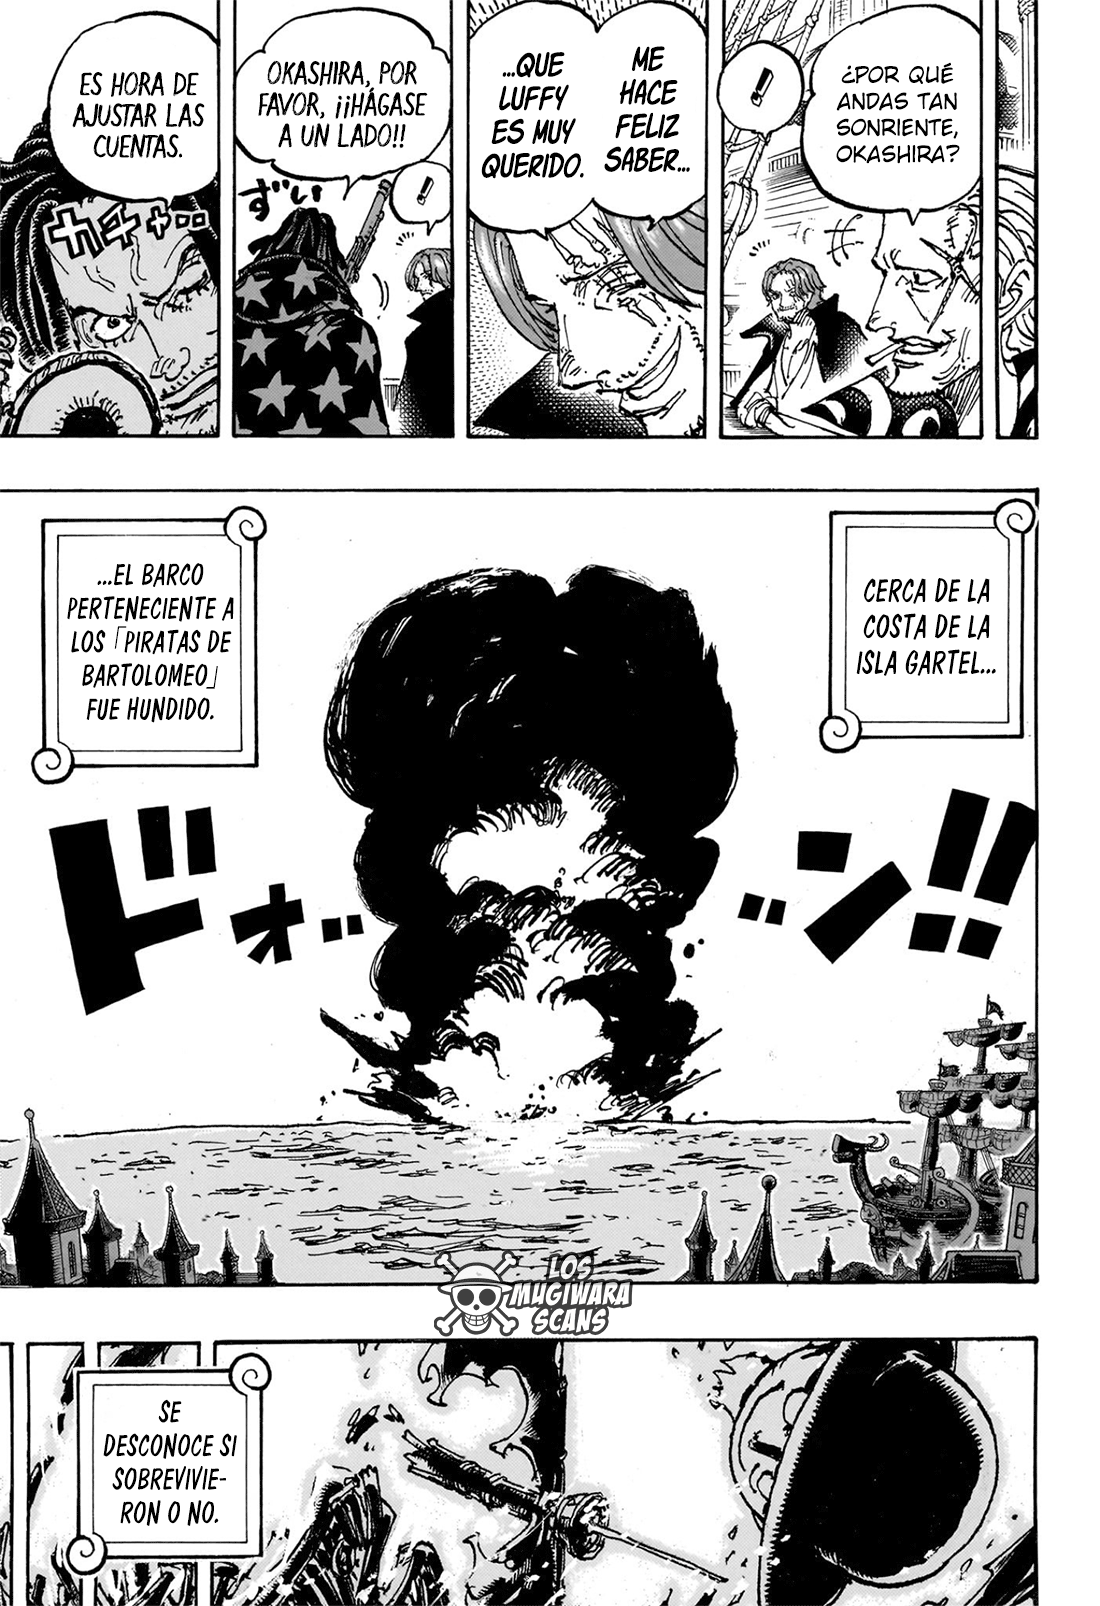 ¿POR QUÉ
ANDAS TAN
SONRIENTE,
OKASHIRA?
!
ME
HACE
FELIZ
SABER...
...QUE
LUFFY
ES MUY
QUERIDO.
OKASHIRA, POR
FAVOR, ¡¡HÁGASE
A UN LADO!!
!
ずいっ
ES HORA DE
AJUSTAR LAS
CUENTAS.
ガチャ...
CERCA DE LA
COSTA DE LA
ISLA GARTEL...
...EL BARCO
PERTENECIENTE A
LOS「PIRATAS DE
BARTOLOMEO」
FUE HUNDIDO.
ドォ‥‥ン!!
LOS
MUGIWARA
SCANS
SE
DESCONOCE SI
SOBREVIVIE-
RON O NO.